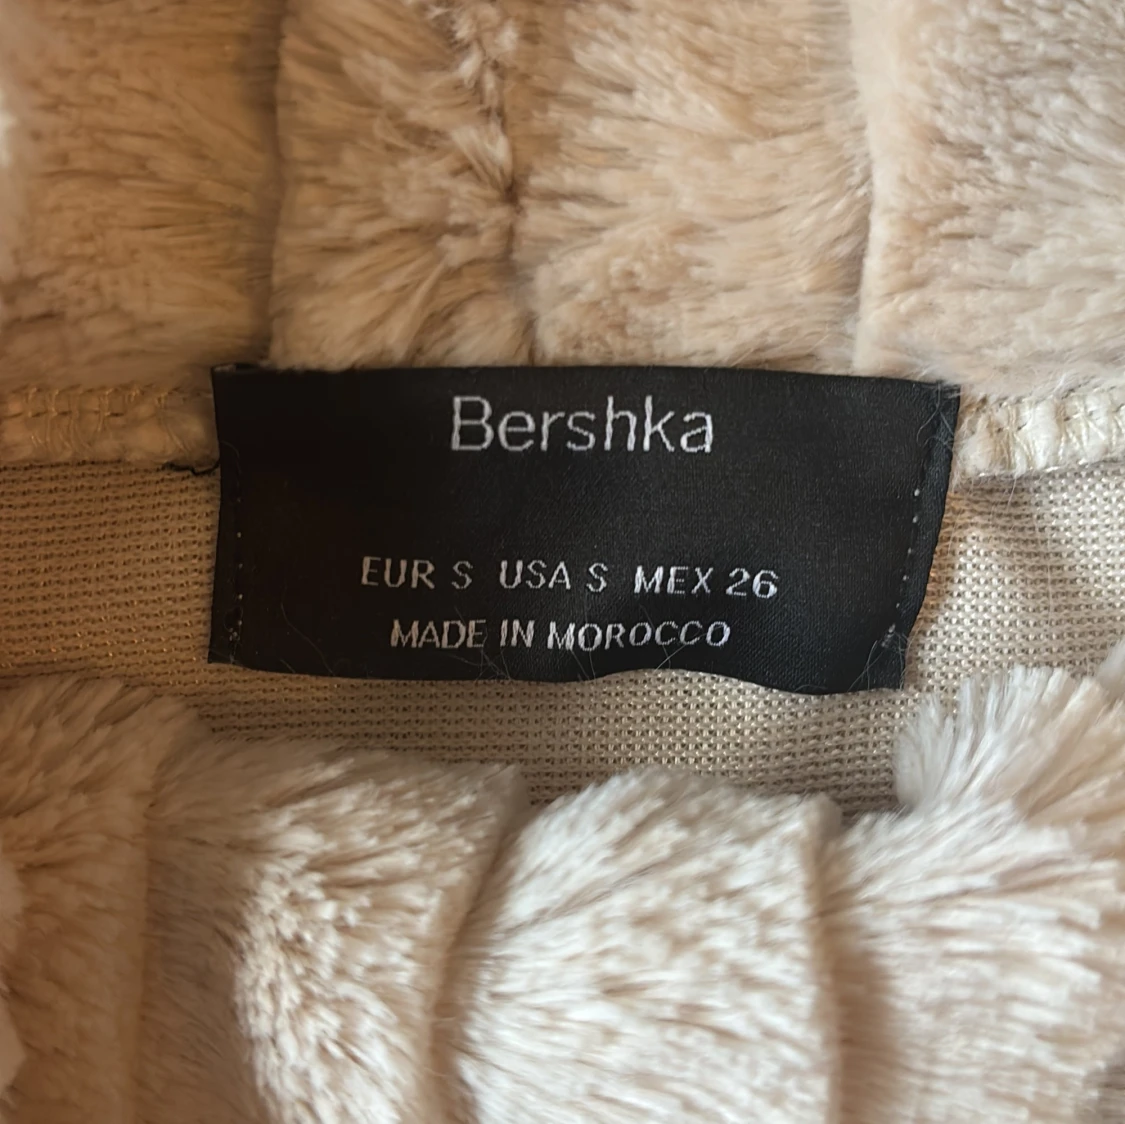 Bershka
EUR S USA S MEX 26
MADE IN MOROCCO